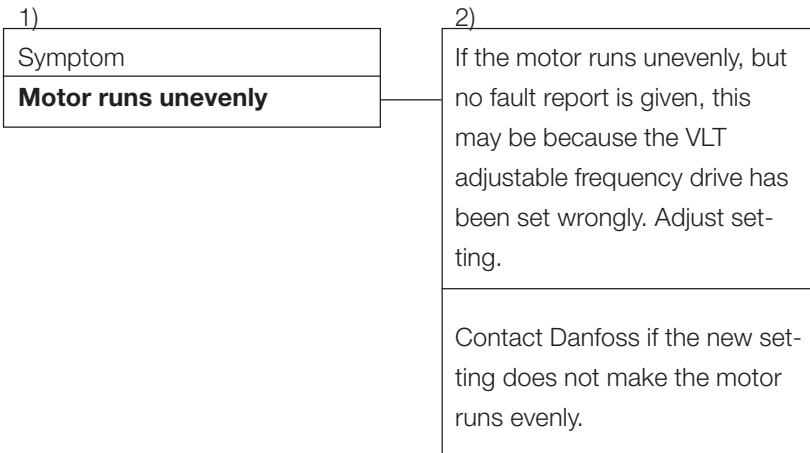 1)
Symptom
Motor runs unevenly
2)
If the motor runs unevenly, but
no fault report is given, this
may be because the VLT
adjustable frequency drive has
been set wrongly. Adjust set-
ting.
Contact Danfoss if the new set-
ting does not make the motor
runs evenly.